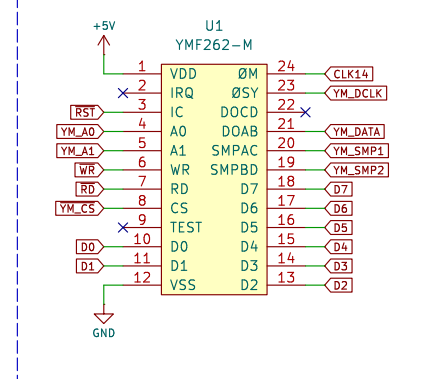 +5V
U1
YMF262-M
1 VDD ØM 24 CLK14
2 IRQ ØSY 23 YM_DCLK
RST 3 IC DOCD 22
YM_A0 4 A0 DOAB 21 YM_DATA
YM_A1 5 A1 SMPAC 20 YM_SMP1
WR 6 WR SMPBD 19 YM_SMP2
RD 7 RD D7 18 D7
YM_CS 8 CS D6 17 D6
9 TEST D5 16 D5
D0 10 D0 D4 15 D4
D1 11 D1 D3 14 D3
12 VSS D2 13 D2
GND